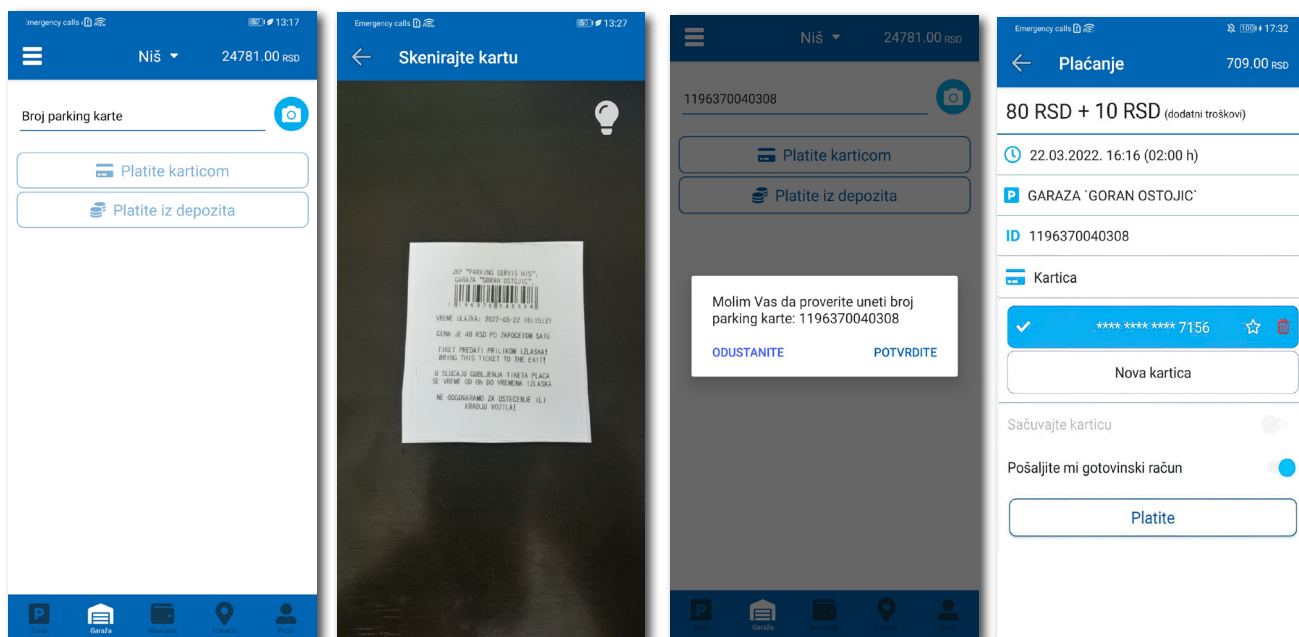 Emergency calls
13:17
Niš
24781.00 RSD
Broj parking karte
Platite karticom
Platite iz depozita
Garaža
Emergency calls
13:27
Skenirajte kartu
JKP "PARKING SERVIS NIS",
GARAZA "GORAN OSTOJIC",
VREME ULAZKA: 2022-03-22 16:15:21
CENA JE 40 RSD PO ZAPOCETOM SATU
TIKET PREDATI PRILIKOM IZLASKA!
BRING THIS TICKET TO THE EXIT!
U SLUCAJU GUBLJENJA TIKETA PLACA
SE VREME OD 0h DO VREMENA IZLASKA
NE ODGOVARAMO ZA OSTECENJE ILI
KRADJU VOZILA!
Niš
24781.00 RSD
1196370040308
Platite karticom
Platite iz depozita
Molim Vas da proverite uneti broj
parking karte: 1196370040308
ODUSTANITE
POTVRDITE
Garaža
Emergency calls
100
17:32
Plaćanje
709.00 RSD
80 RSD + 10 RSD (dodatni troškovi)
22.03.2022. 16:16 (02:00 h)
P GARAZA `GORAN OSTOJIC`
ID 1196370040308
Kartica
**** **** **** 7156
Nova kartica
Sačuvajte karticu
Pošaljite mi gotovinski račun
Platite